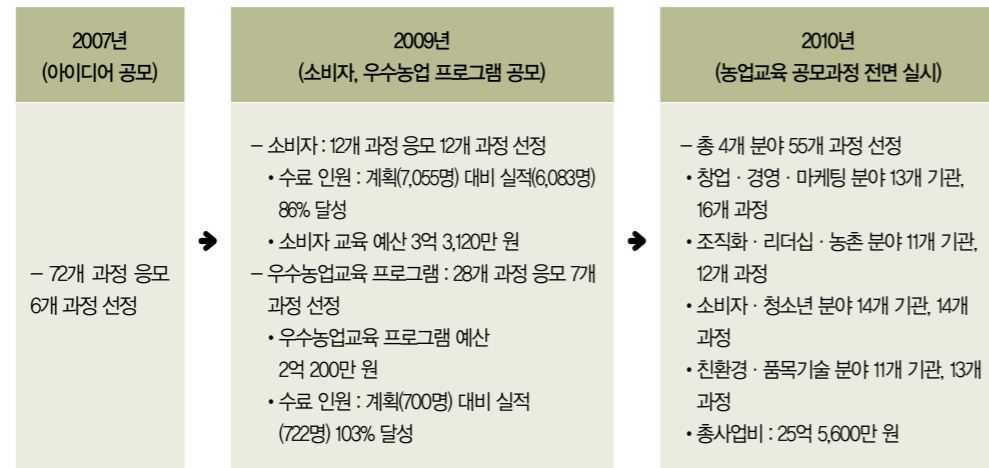 2007년
(아이디어 공모)
– 72개 과정 응모
6개 과정 선정
2009년
(소비자, 우수농업 프로그램 공모)
– 소비자 : 12개 과정 응모 12개 과정 선정
• 수료 인원 : 계획(7,055명) 대비 실적(6,083명)
86% 달성
• 소비자 교육 예산 3억 3,120만 원
– 우수농업교육 프로그램 : 28개 과정 응모 7개
과정 선정
• 우수농업교육 프로그램 예산
2억 200만 원
• 수료 인원 : 계획(700명) 대비 실적
(722명) 103% 달성
2010년
(농업교육 공모과정 전면 실시)
– 총 4개 분야 55개 과정 선정
• 창업 · 경영 · 마케팅 분야 13개 기관,
16개 과정
• 조직화 · 리더십 · 농촌 분야 11개 기관,
12개 과정
• 소비자 · 청소년 분야 14개 기관, 14개
과정
• 친환경 · 품목기술 분야 11개 기관, 13개
과정
• 총사업비 : 25억 5,600만 원